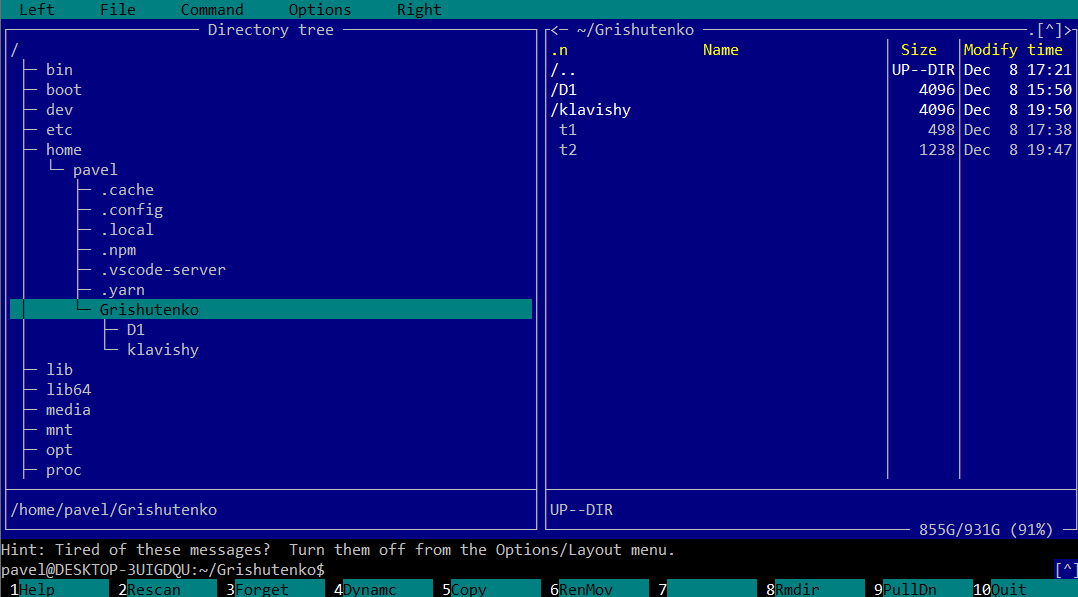 Left File Command Options Right
Directory tree
/
bin
boot
dev
etc
home
pavel
.cache
.config
.local
.npm
.vscode-server
.yarn
Grishutenko
D1
klavishy
lib
lib64
media
mnt
opt
proc
/home/pavel/Grishutenko
<─ ~/Grishutenko .[^]>
.n Name Size Modify time
/.. UP--DIR Dec 8 17:21
/D1 4096 Dec 8 15:50
/klavishy 4096 Dec 8 19:50
t1 498 Dec 8 17:38
t2 1238 Dec 8 19:47
UP--DIR
855G/931G (91%)
Hint: Tired of these messages? Turn them off from the Options/Layout menu.
pavel@DESKTOP-3UIGDQU:~/Grishutenko$ [^]
1Help 2Rescan 3Forget 4Dynamc 5Copy 6RenMov 7 8Rmdir 9PullDn 10Quit